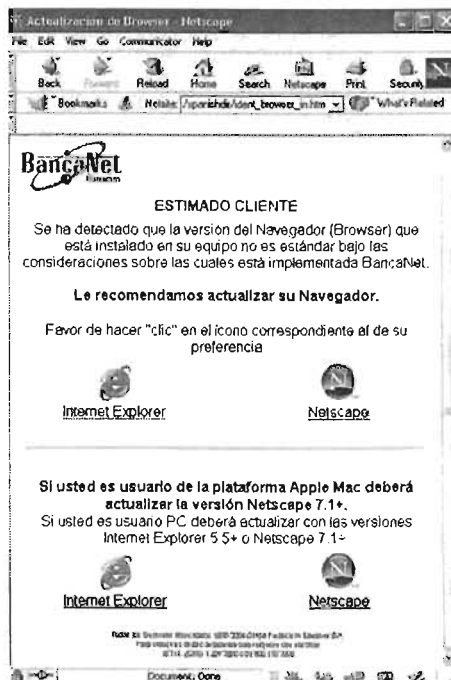 Actualizacion de Browser - Netscape
File Edit View Go Communicator Help
Back Forward Reload Home Search Netscape Print Security
Bookmarks Netsite: /spanishdir/ident_browser_in.htm What's Related
BancaNet
ESTIMADO CLIENTE
Se ha detectado que la versión del Navegador (Browser) que
está instalado en su equipo no es estándar bajo las
consideraciones sobre las cuales está implementada BancaNet.
Le recomendamos actualizar su Navegador.
Favor de hacer "clic" en el ícono correspondiente al de su
preferencia
Internet Explorer Netscape
Si usted es usuario de la plataforma Apple Mac deberá
actualizar la versión Netscape 7.1+.
Si usted es usuario PC deberá actualizar con las versiones
Internet Explorer 5.5+ o Netscape 7.1+
Internet Explorer Netscape
Document: Done